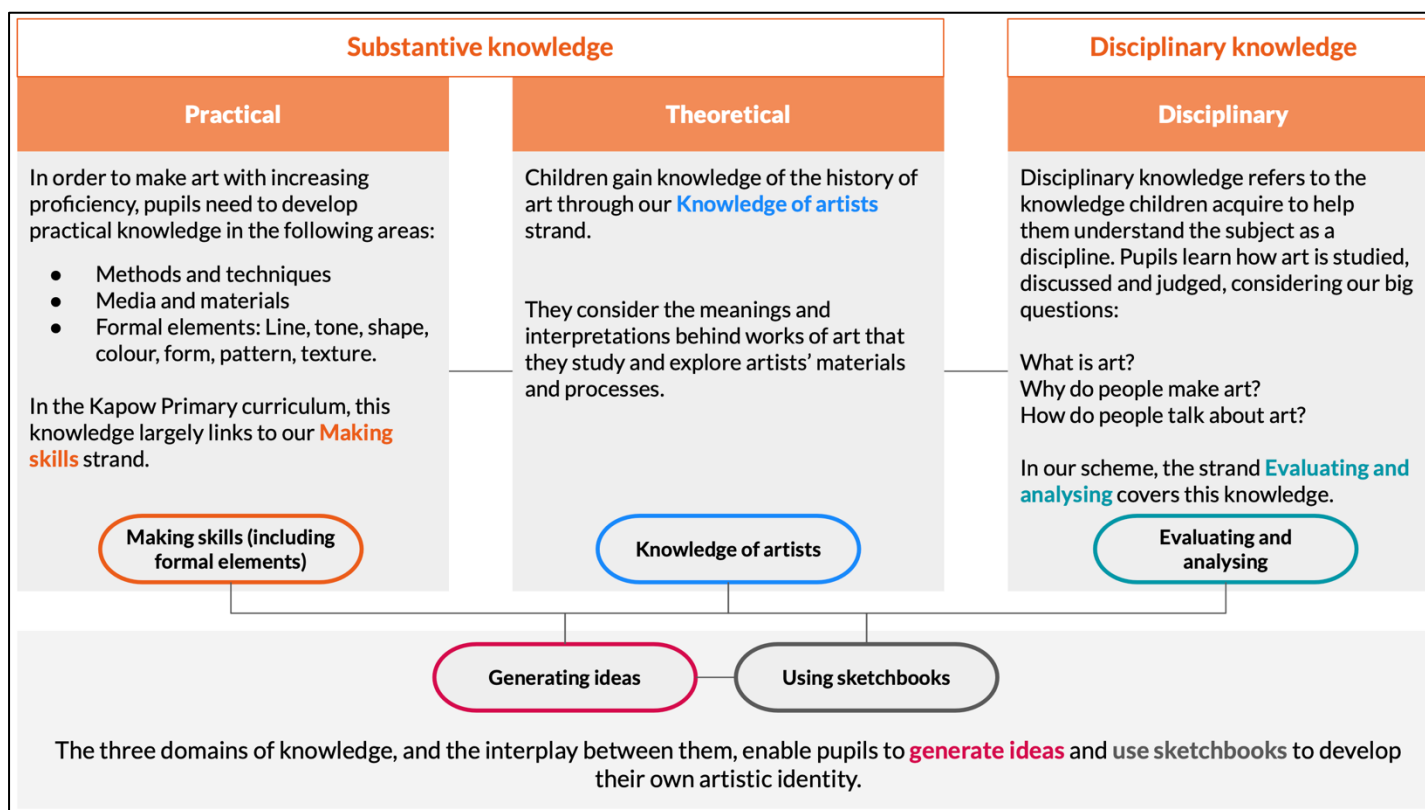 Substantive knowledge
Disciplinary knowledge
Practical
In order to make art with increasing
proficiency, pupils need to develop
practical knowledge in the following areas:
● Methods and techniques
● Media and materials
● Formal elements: Line, tone, shape,
colour, form, pattern, texture.
In the Kapow Primary curriculum, this
knowledge largely links to our Making
skills strand.
Making skills (including
formal elements)
Theoretical
Children gain knowledge of the history of
art through our Knowledge of artists
strand.
They consider the meanings and
interpretations behind works of art that
they study and explore artists’ materials
and processes.
Knowledge of artists
Disciplinary
Disciplinary knowledge refers to the
knowledge children acquire to help
them understand the subject as a
discipline. Pupils learn how art is studied,
discussed and judged, considering our big
questions:
What is art?
Why do people make art?
How do people talk about art?
In our scheme, the strand Evaluating and
analysing covers this knowledge.
Evaluating and
analysing
Generating ideas
Using sketchbooks
The three domains of knowledge, and the interplay between them, enable pupils to generate ideas and use sketchbooks to develop
their own artistic identity.